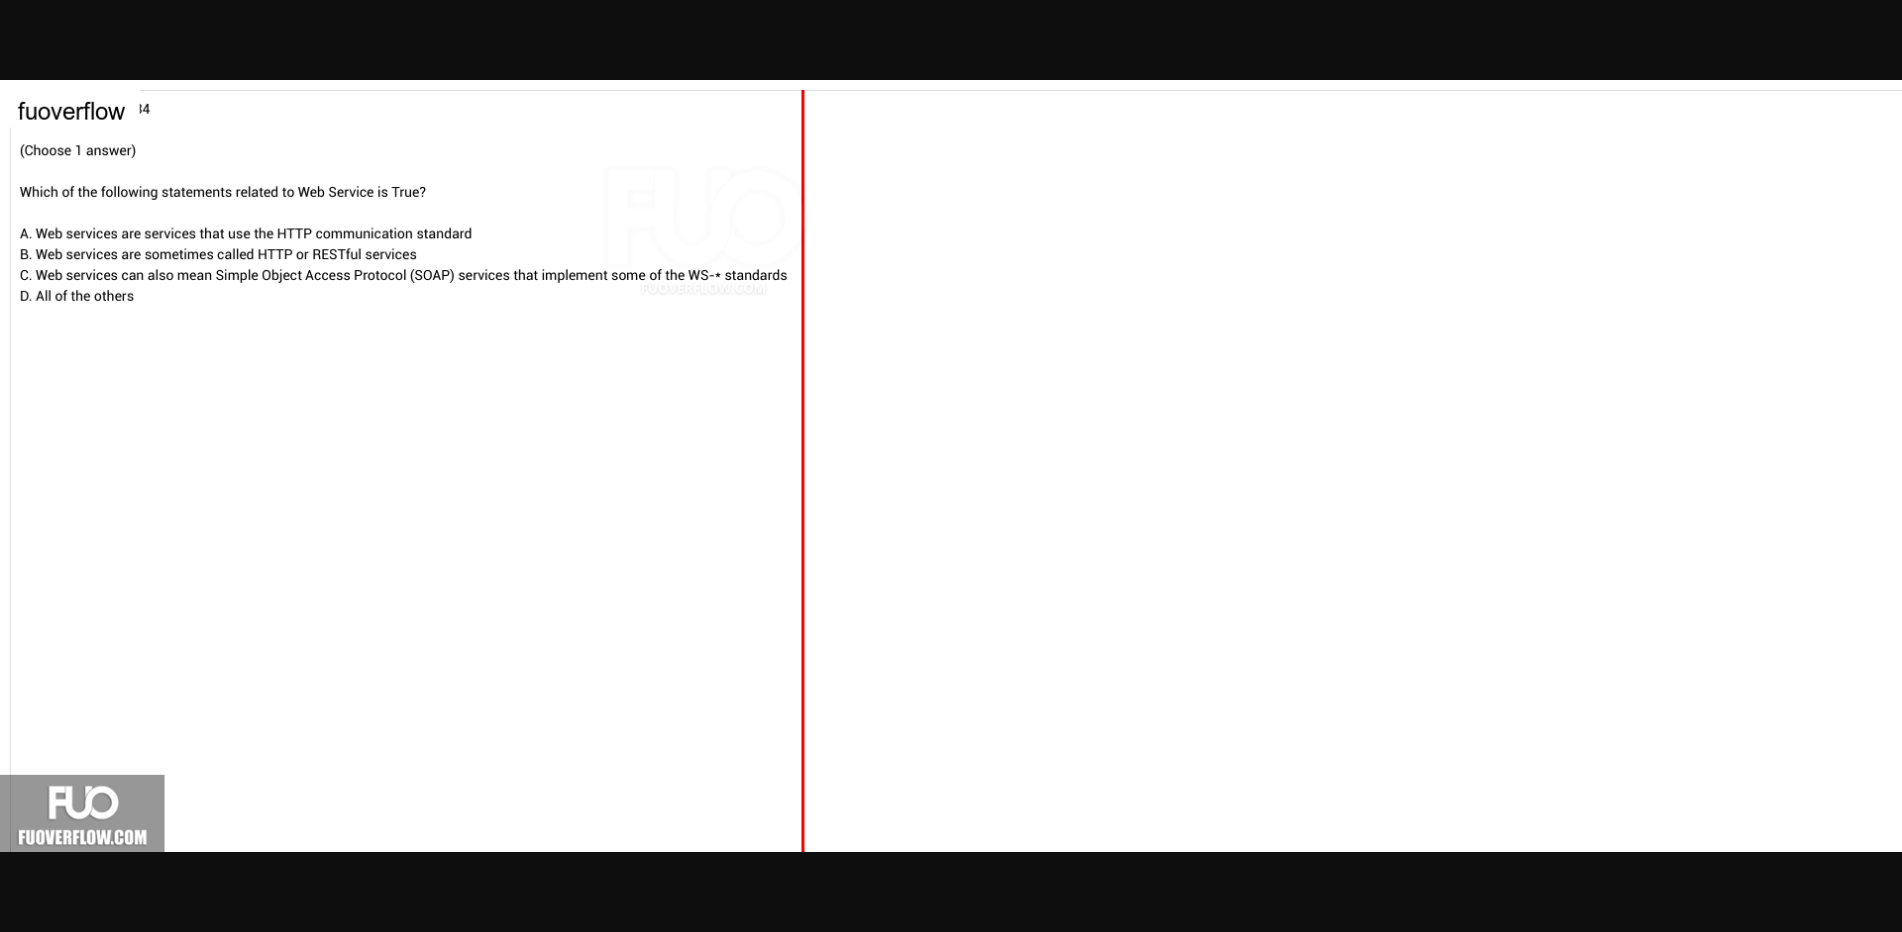 fuoverflow 34
(Choose 1 answer)
Which of the following statements related to Web Service is True?
A. Web services are services that use the HTTP communication standard
B. Web services are sometimes called HTTP or RESTful services
C. Web services can also mean Simple Object Access Protocol (SOAP) services that implement some of the WS-* standards
D. All of the others
FUO
FUOVERFLOW.COM
FUO
FUOVERFLOW.COM